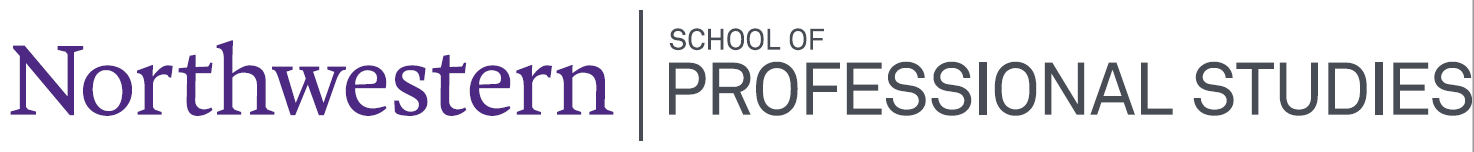 Northwestern
SCHOOL OF
PROFESSIONAL STUDIES